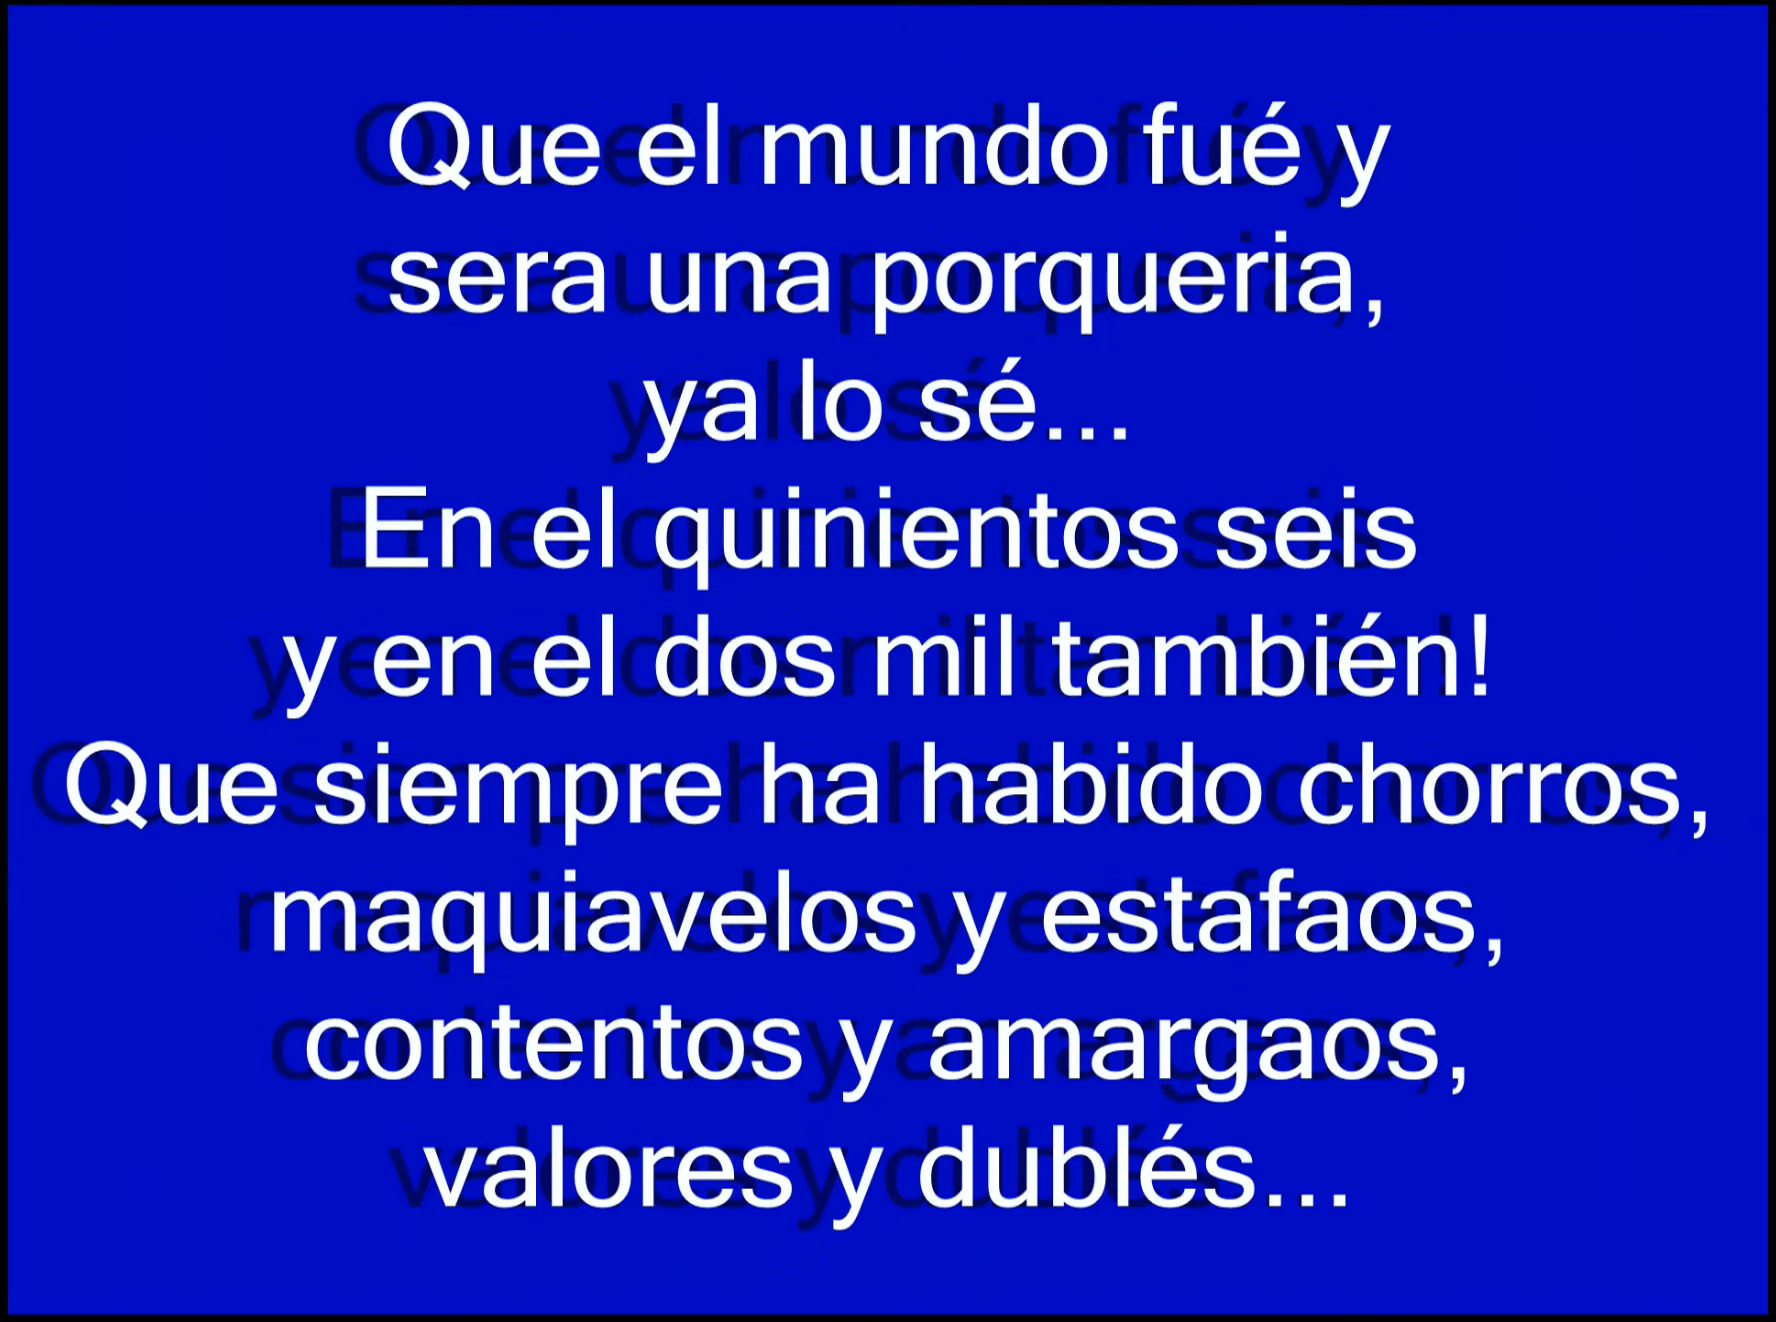 Que el mundo fué y
sera una porqueria,
ya lo sé...
En el quinientos seis
y en el dos mil también!
Que siempre ha habido chorros,
maquiavelos y estafaos,
contentos y amargaos,
valores y dublés...